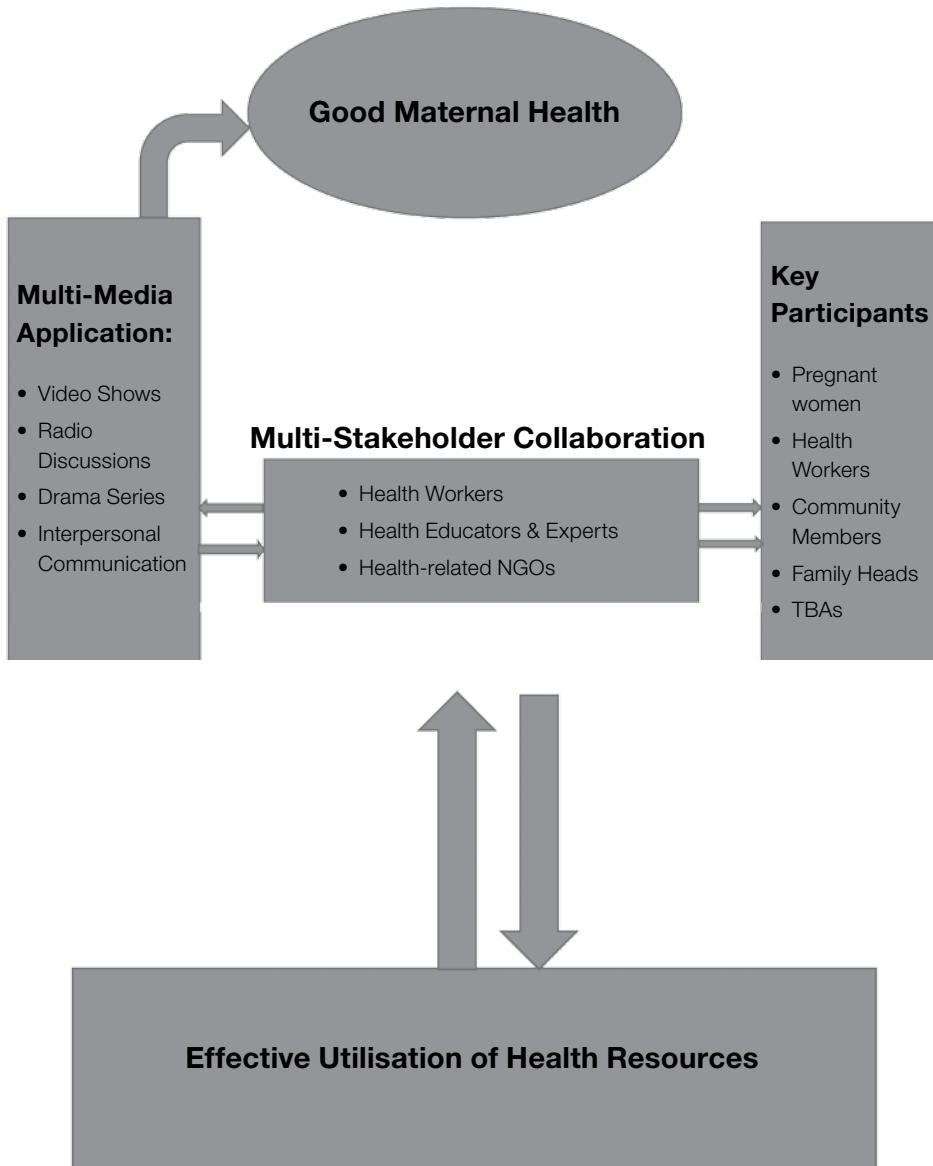 Good Maternal Health
Multi-Media
Application:
• Video Shows
• Radio
Discussions
• Drama Series
• Interpersonal
Communication
Multi-Stakeholder Collaboration
• Health Workers
• Health Educators & Experts
• Health-related NGOs
Key
Participants
• Pregnant
women
• Health
Workers
• Community
Members
• Family Heads
• TBAs
Effective Utilisation of Health Resources